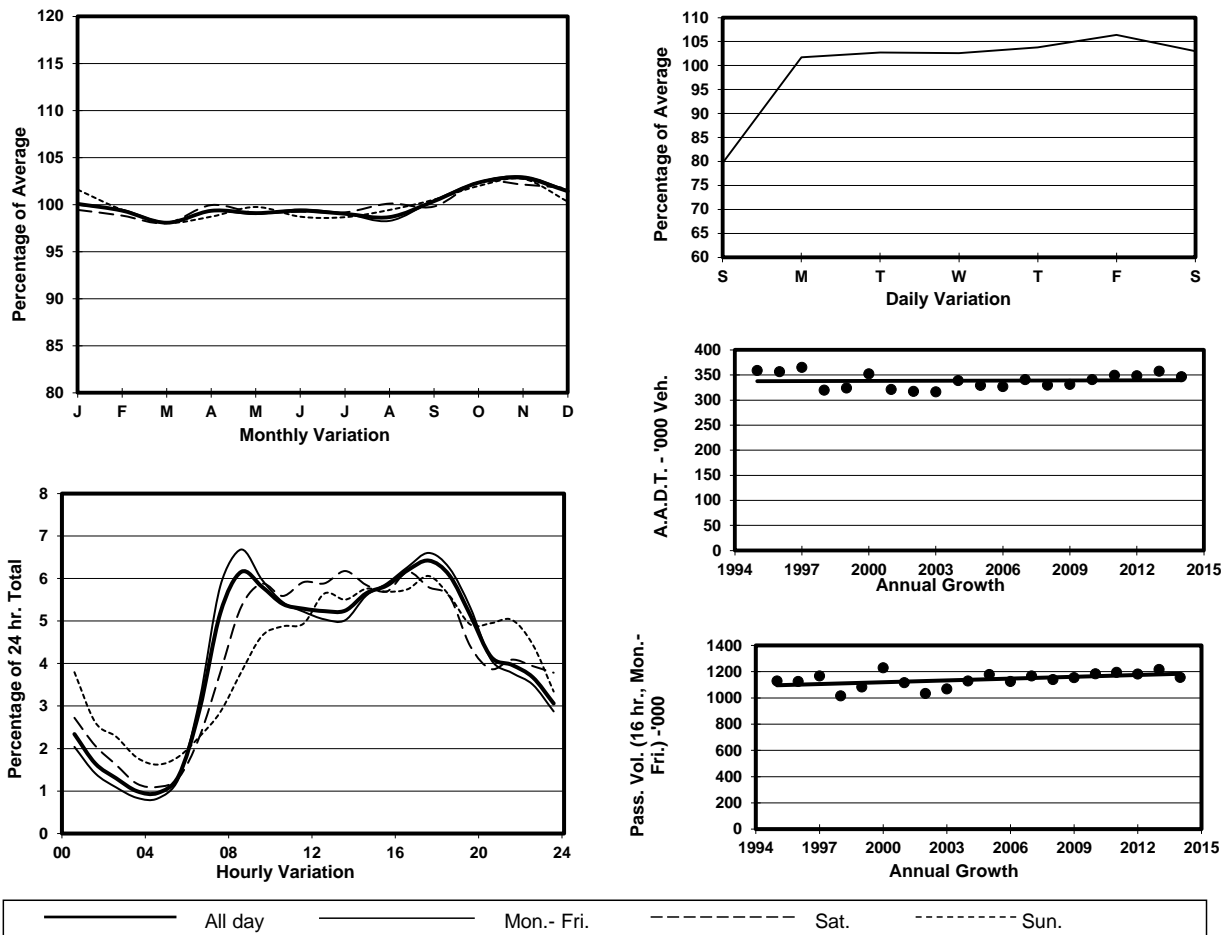 120
115
110
105
100
95
90
85
80
Percentage of Average
J F M A M J J A S O N D
Monthly Variation
110
105
100
95
90
85
80
75
70
65
60
Percentage of Average
S M T W T F S
Daily Variation
400
350
300
250
200
150
100
50
0
A.A.D.T. - '000 Veh.
1994 1997 2000 2003 2006 2009 2012 2015
Annual Growth
8
7
6
5
4
3
2
1
0
Percentage of 24 hr. Total
00 04 08 12 16 20 24
Hourly Variation
1400
1200
1000
800
600
400
200
0
Pass. Vol. (16 hr., Mon.-
Fri.) -'000
1994 1997 2000 2003 2006 2009 2012 2015
Annual Growth
All day Mon.- Fri. Sat. Sun.